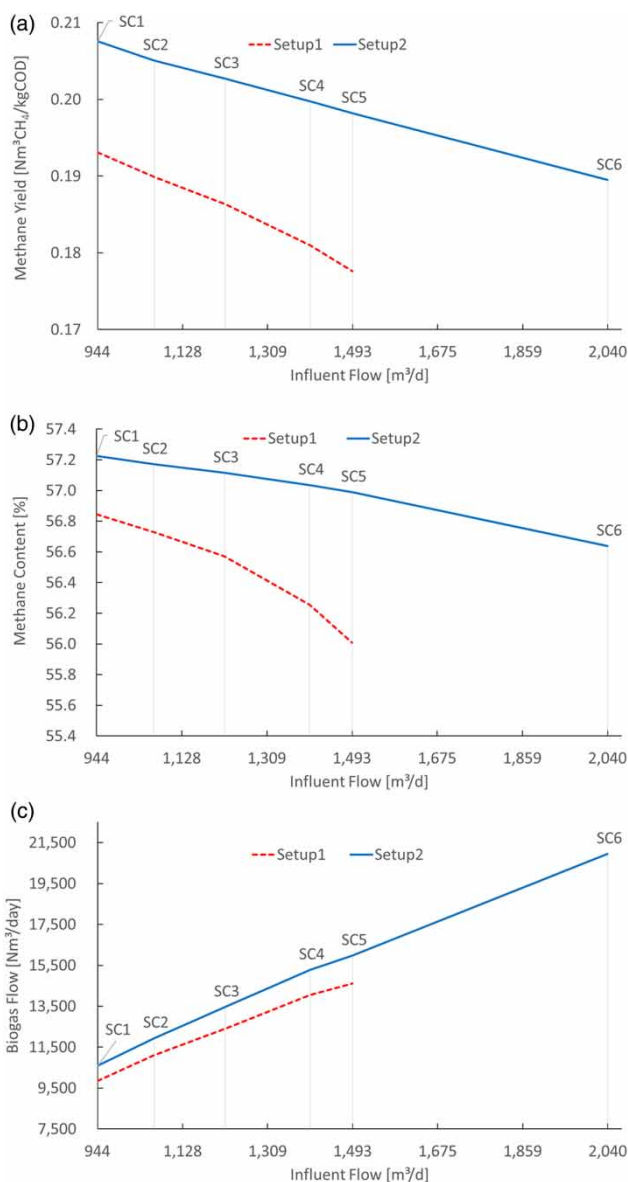 (a)
0.21
SC1
SC2
Setup1
Setup2
SC3
SC4
0.20
SC5
SC6
0.19
0.18
0.17
Methane Yield [Nm³CH₄/kgCOD]
944
1,128
1,309
1,493
1,675
1,859
2,040
Influent Flow [m³/d]
(b)
57.4
SC1
SC2
Setup1
Setup2
57.2
SC3
SC4
SC5
57.0
56.8
56.6
SC6
56.4
56.2
56.0
55.8
55.6
55.4
Methane Content [%]
944
1,128
1,309
1,493
1,675
1,859
2,040
Influent Flow [m³/d]
(c)
21,500
SC6
Setup1
Setup2
19,500
17,500
15,500
SC5
SC4
13,500
SC3
11,500
SC2
SC1
9,500
7,500
Biogas Flow [Nm³/day]
944
1,128
1,309
1,493
1,675
1,859
2,040
Influent Flow [m³/d]